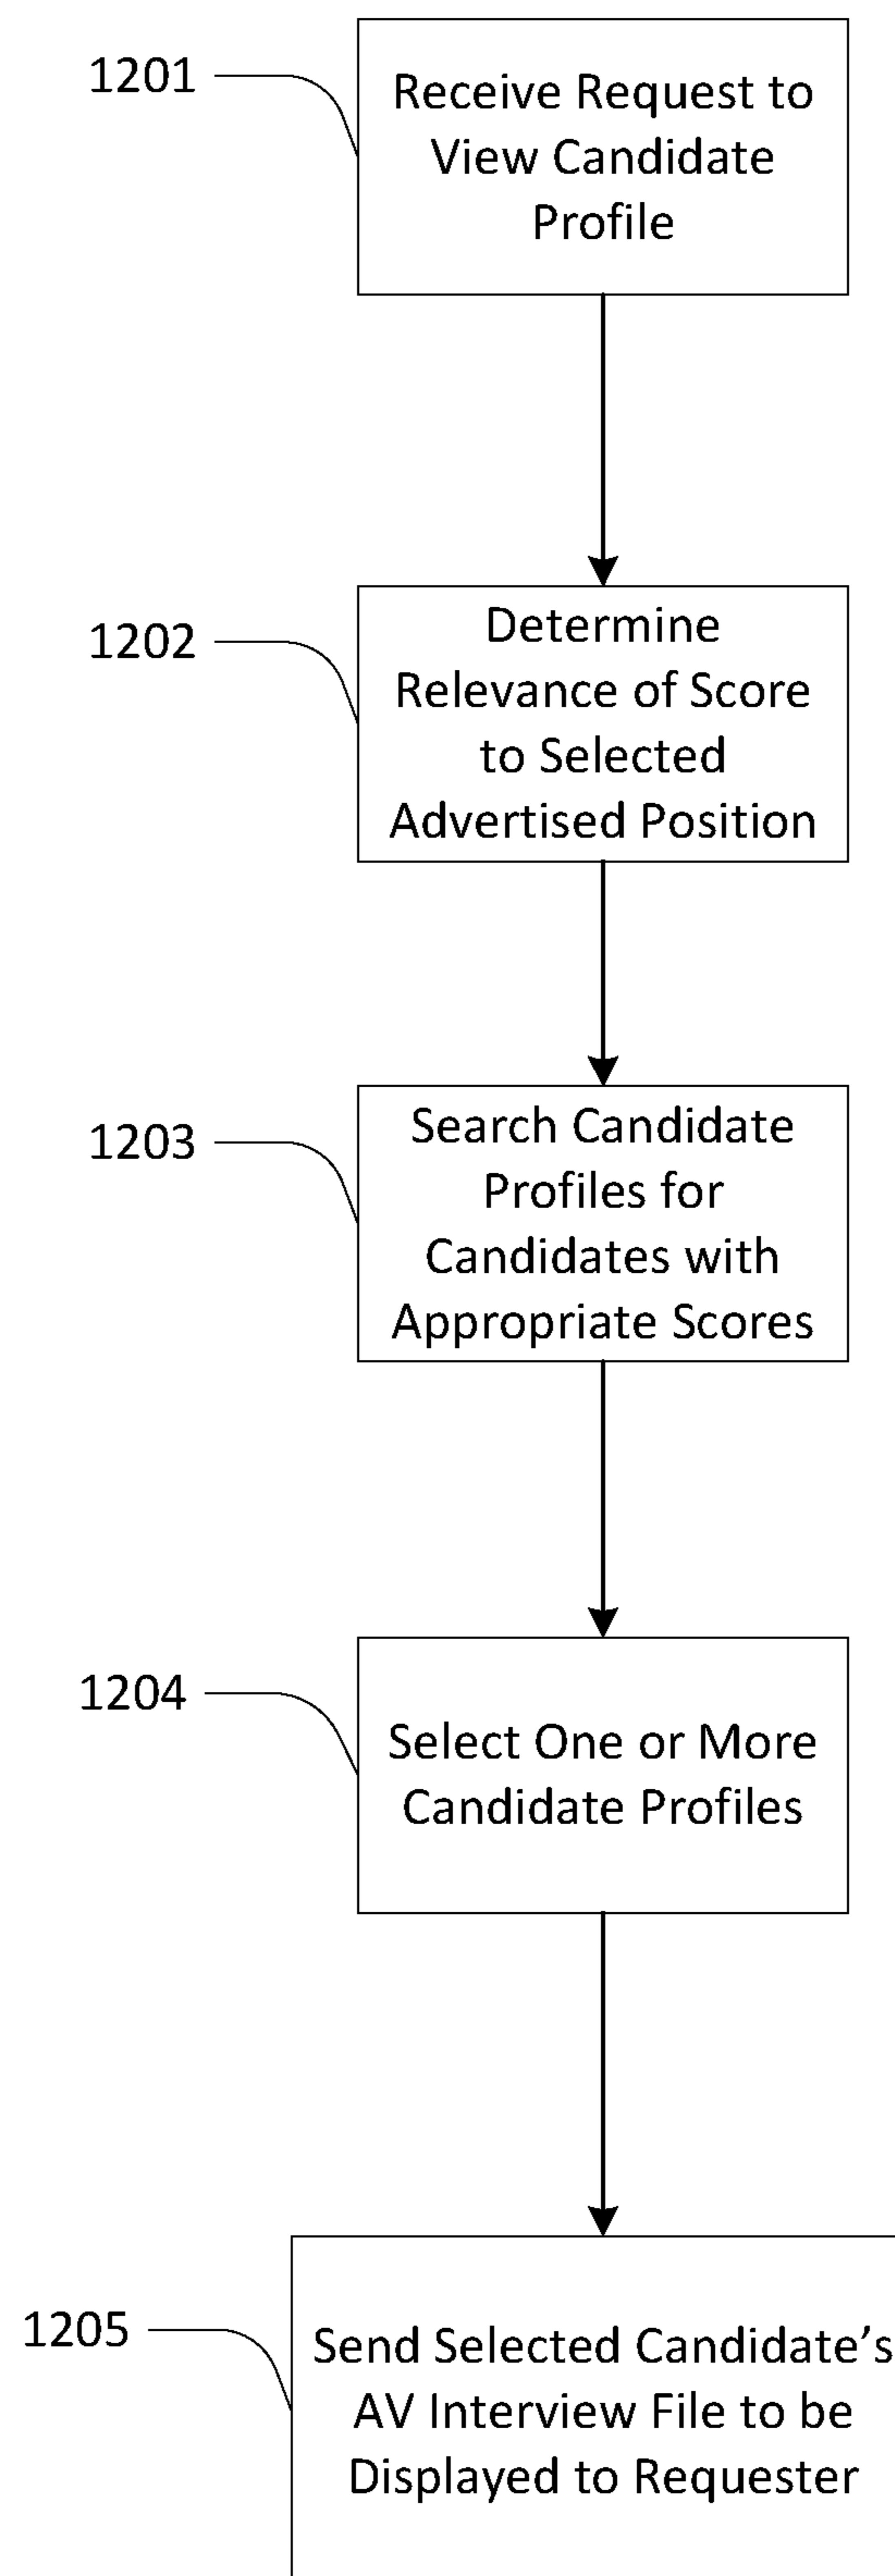 1201
Receive Request to
View Candidate
Profile
1202
Determine
Relevance of Score
to Selected
Advertised Position
1203
Search Candidate
Profiles for
Candidates with
Appropriate Scores
1204
Select One or More
Candidate Profiles
1205
Send Selected Candidate’s
AV Interview File to be
Displayed to Requester